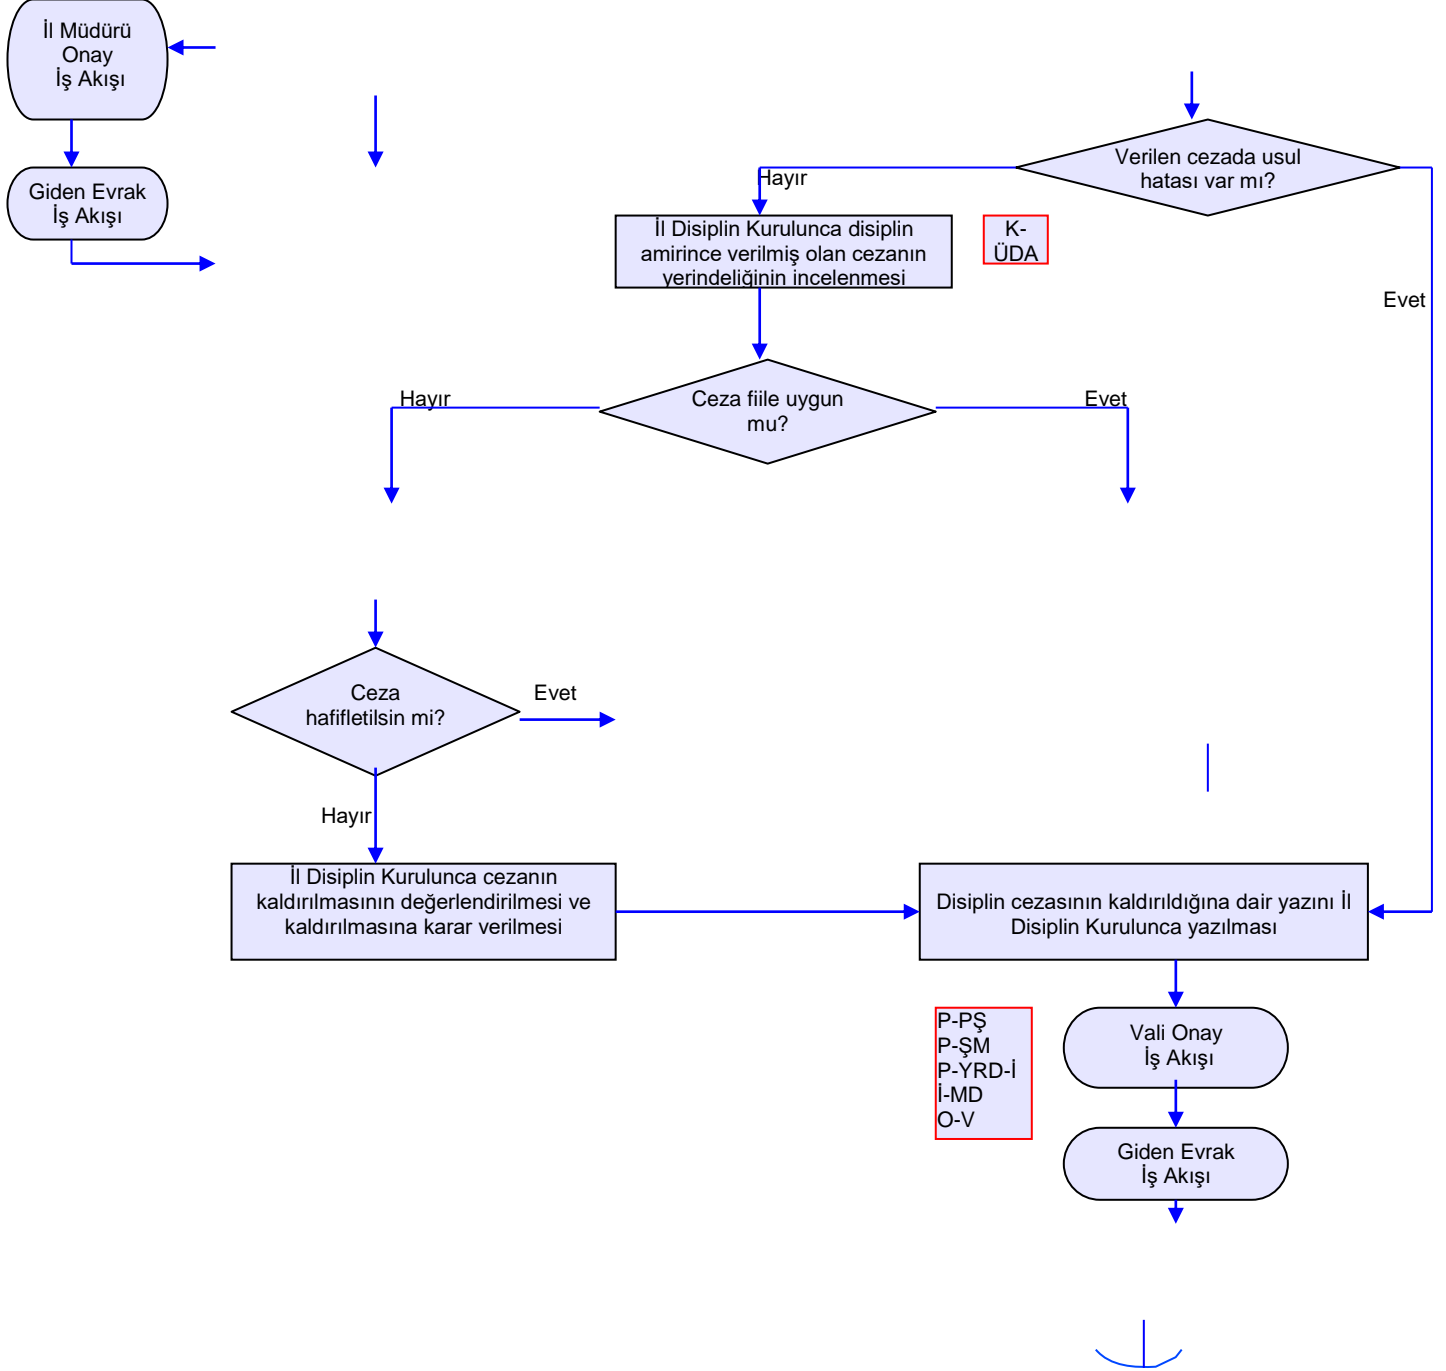 İl Müdürü
Onay
İş Akışı
Giden Evrak
İş Akışı
Verilen cezada usul
hatası var mı?
Hayır
İl Disiplin Kurulunca disiplin
amirince verilmiş olan cezanın
yerindeliğinin incelenmesi
K-
ÜDA
Evet
Ceza fiile uygun
mu?
Hayır
Evet
Ceza
hafifletilsin mi?
Evet
Hayır
İl Disiplin Kurulunca cezanın
kaldırılmasının değerlendirilmesi ve
kaldırılmasına karar verilmesi
Disiplin cezasının kaldırıldığına dair yazını İl
Disiplin Kurulunca yazılması
P-PŞ
P-ŞM
P-YRD-İ
İ-MD
O-V
Vali Onay
İş Akışı
Giden Evrak
İş Akışı